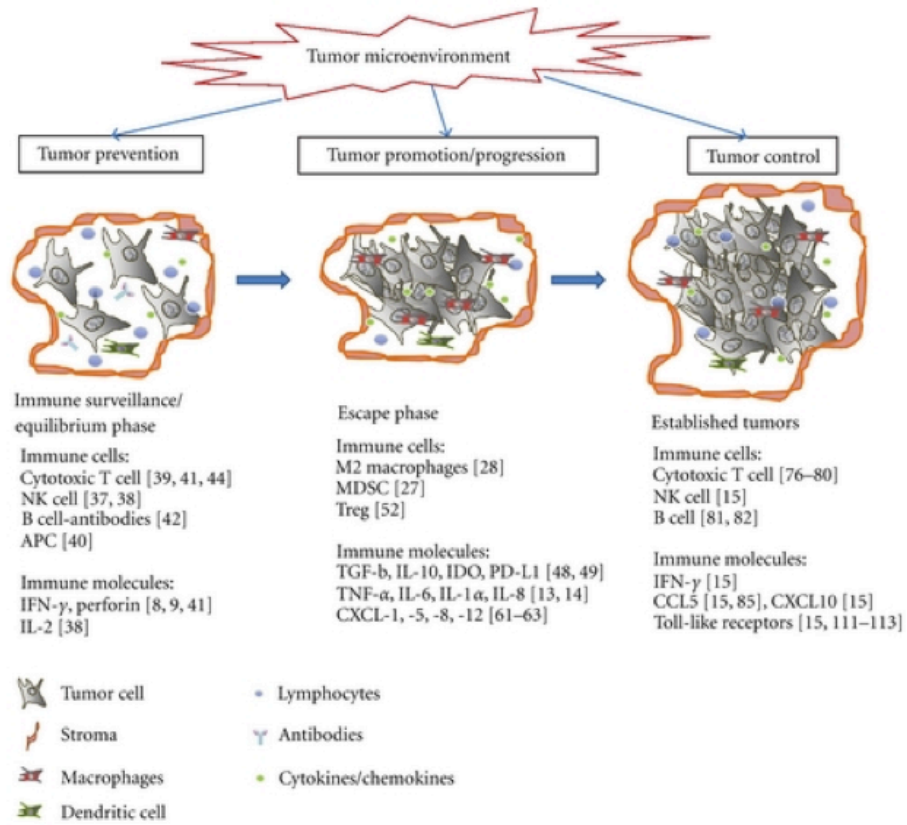 Tumor microenvironment
Tumor prevention
Tumor promotion/progression
Tumor control
Immune surveillance/
equilibrium phase
Immune cells:
Cytotoxic T cell [39, 41, 44]
NK cell [37, 38]
B cell-antibodies [42]
APC [40]
Immune molecules:
IFN-γ, perforin [8, 9, 41]
IL-2 [38]
Escape phase
Immune cells:
M2 macrophages [28]
MDSC [27]
Treg [52]
Immune molecules:
TGF-b, IL-10, IDO, PD-L1 [48, 49]
TNF-α, IL-6, IL-1α, IL-8 [13, 14]
CXCL-1, -5, -8, -12 [61–63]
Established tumors
Immune cells:
Cytotoxic T cell [76–80]
NK cell [15]
B cell [81, 82]
Immune molecules:
IFN-γ [15]
CCL5 [15, 85], CXCL10 [15]
Toll-like receptors [15, 111–113]
Tumor cell
Stroma
Macrophages
Dendritic cell
Lymphocytes
Antibodies
Cytokines/chemokines